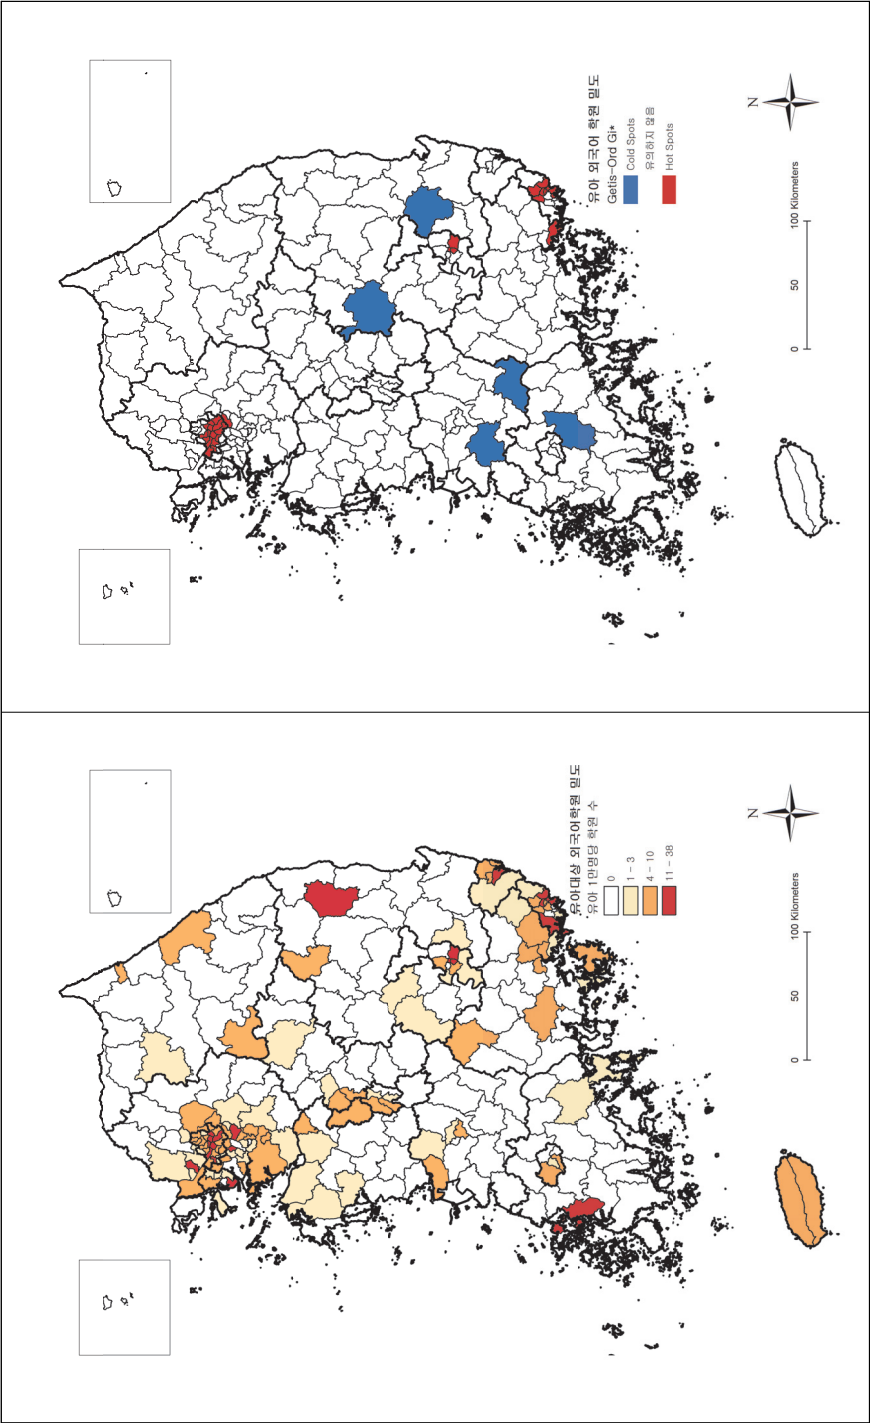 유아 외국어 학원 밀도
Getis-Ord Gi*
Cold Spots
유의하지 않음
Hot Spots
N
0 50 100 Kilometers
유아대상 외국어학원 밀도
유아 1만명당 학원 수
0
1 - 3
4 - 10
11 - 38
N
0 50 100 Kilometers